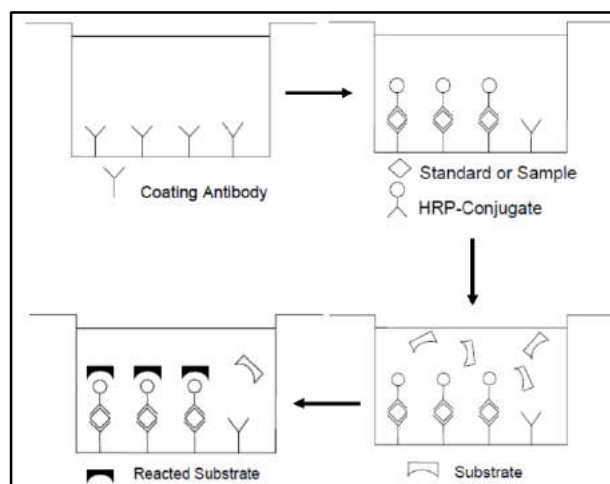 Coating Antibody
Standard or Sample
HRP-Conjugate
Reacted Substrate
Substrate